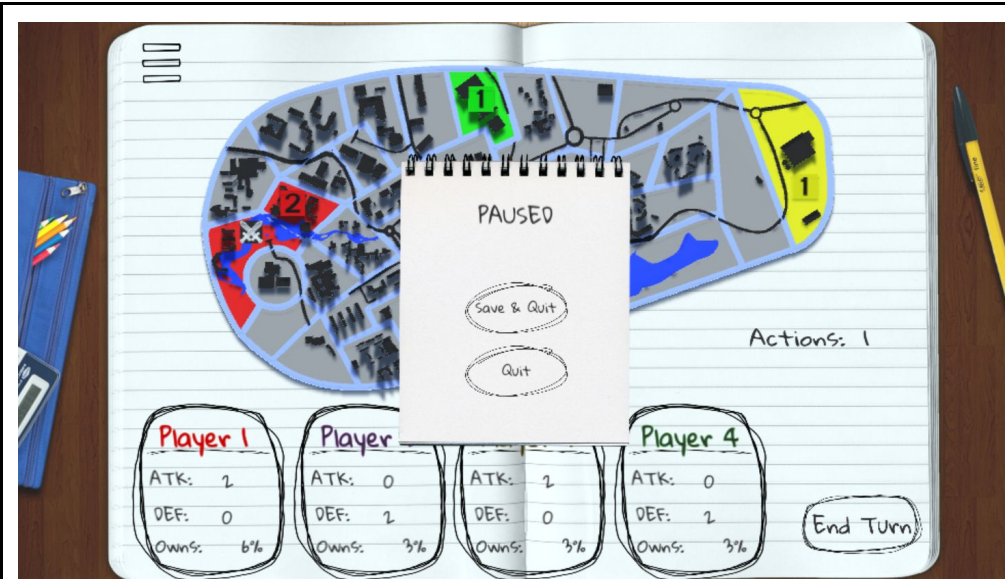 1
2
1
PAUSED
Save & Quit
Quit
Actions: 1
Player 1
Player
Player 4
ATK: 2
ATK: 0
ATK: 2
ATK: 0
DEF: 0
DEF: 2
DEF: 0
DEF: 2
Owns: 6%
Owns: 3%
Owns: 3%
Owns: 3%
End Turn